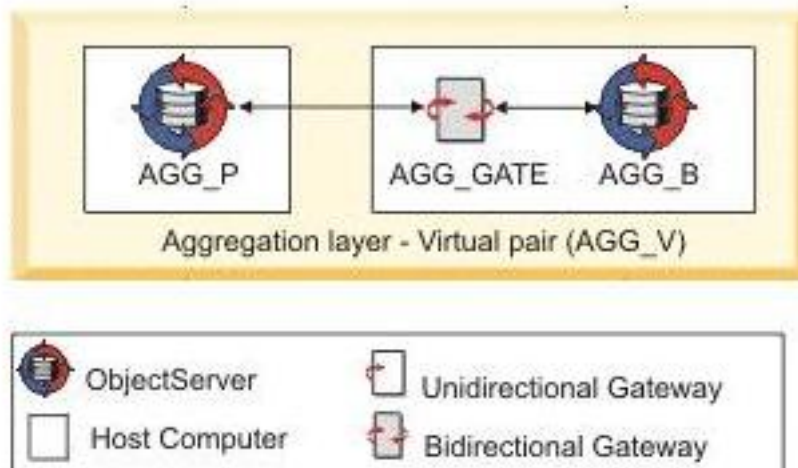 AGG_P
AGG_GATE
AGG_B
Aggregation layer - Virtual pair (AGG_V)
ObjectServer
Unidirectional Gateway
Host Computer
Bidirectional Gateway